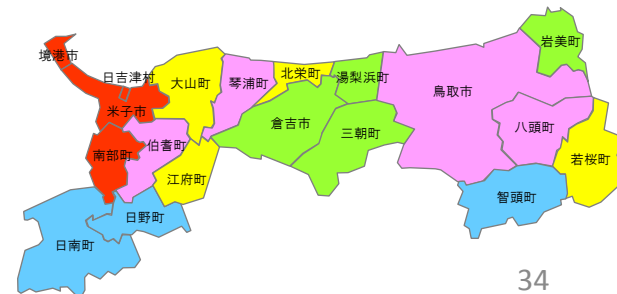 境港市
日吉津村
米子市
大山町
琴浦町
北栄町
湯梨浜町
鳥取市
岩美町
倉吉市
三朝町
八頭町
若桜町
南部町
伯耆町
江府町
智頭町
日野町
日南町
34